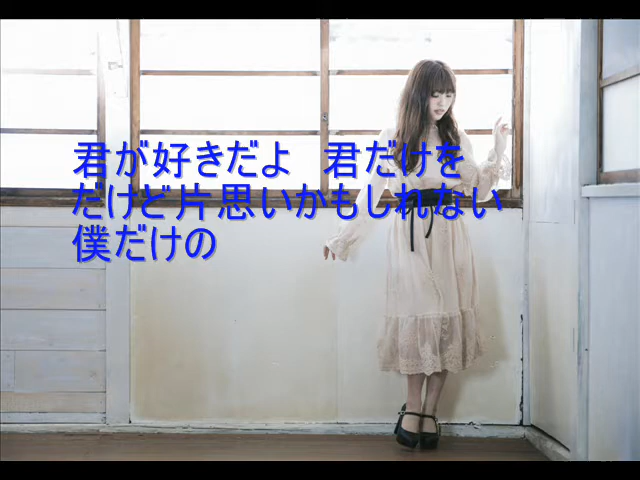 君が好きだよ　君だけを
だけど片思いかもしれない
僕だけの